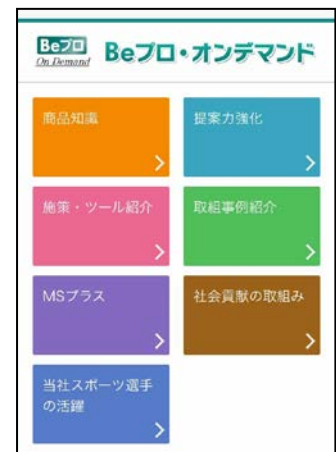 Beプロ
On Demand
Beプロ・オンデマンド
商品知識
提案力強化
施策・ツール紹介
取組事例紹介
MSプラス
社会貢献の取組み
当社スポーツ選手
の活躍